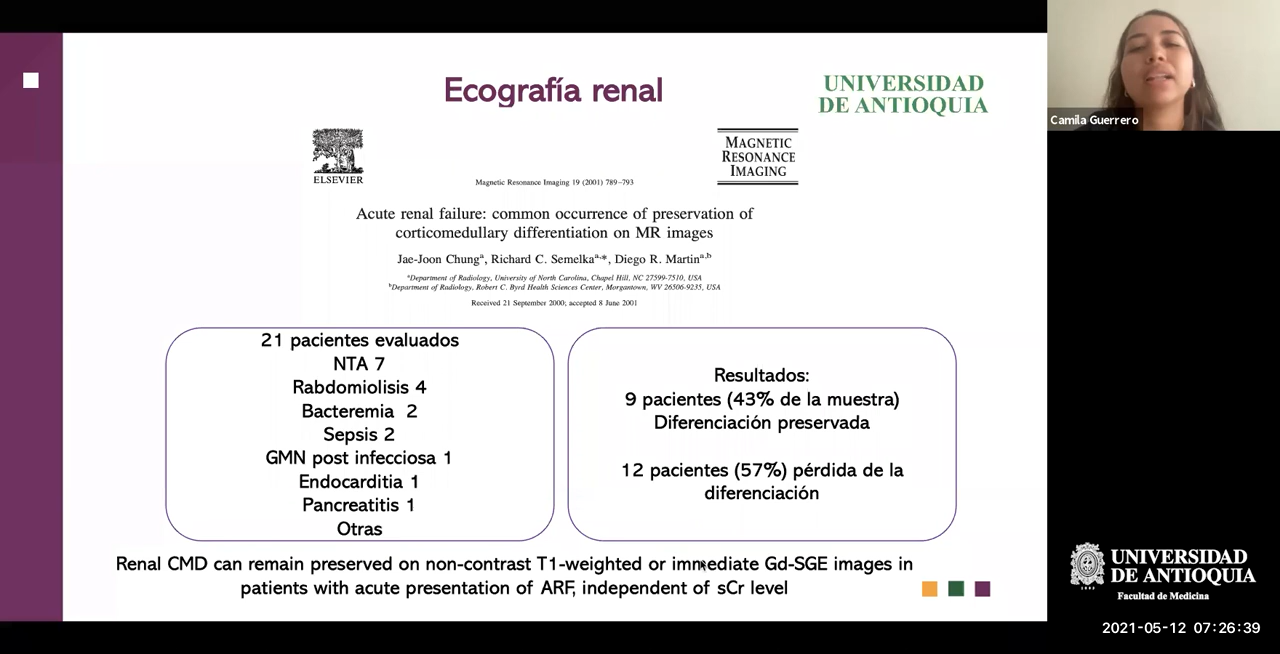 Ecografía renal
UNIVERSIDAD
DE ANTIOQUIA
Camila Guerrero
ELSEVIER
MAGNETIC
RESONANCE
IMAGING
Magnetic Resonance Imaging 19 (2001) 789–793
Acute renal failure: common occurrence of preservation of
corticomedullary differentiation on MR images
Jae-Joon Chungᵃ, Richard C. Semelkaᵃ,*, Diego R. Martinᵃ,ᵇ
ᵃDepartment of Radiology, University of North Carolina, Chapel Hill, NC 27599-7510, USA
ᵇDepartment of Radiology, Robert C. Byrd Health Sciences Center, Morgantown, WV 26506-9235, USA
Received 21 September 2000; accepted 8 June 2001
21 pacientes evaluados
NTA 7
Rabdomiolisis 4
Bacteremia 2
Sepsis 2
GMN post infecciosa 1
Endocarditia 1
Pancreatitis 1
Otras
Resultados:
9 pacientes (43% de la muestra)
Diferenciación preservada
12 pacientes (57%) pérdida de la
diferenciación
Renal CMD can remain preserved on non-contrast T1-weighted or immediate Gd-SGE images in
patients with acute presentation of ARF, independent of sCr level
UNIVERSIDAD
DE ANTIOQUIA
Facultad de Medicina
2021-05-12 07:26:39